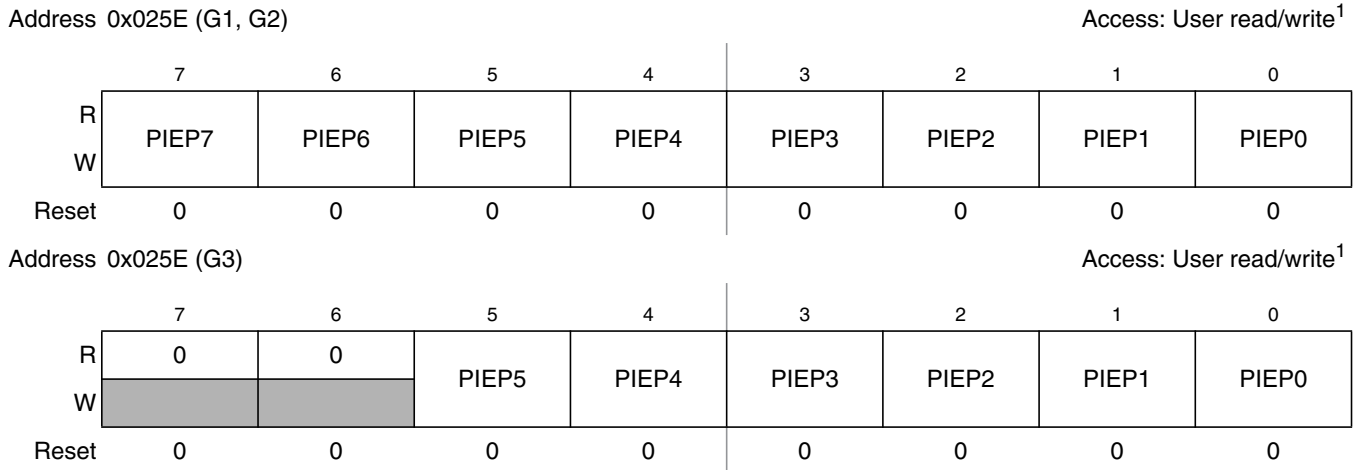 Address 0x025E (G1, G2) Access: User read/write1
7 6 5 4 3 2 1 0
R
PIEP7 PIEP6 PIEP5 PIEP4 PIEP3 PIEP2 PIEP1 PIEP0
W
Reset 0 0 0 0 0 0 0 0
Address 0x025E (G3) Access: User read/write1
7 6 5 4 3 2 1 0
R 0 0
PIEP5 PIEP4 PIEP3 PIEP2 PIEP1 PIEP0
W
Reset 0 0 0 0 0 0 0 0